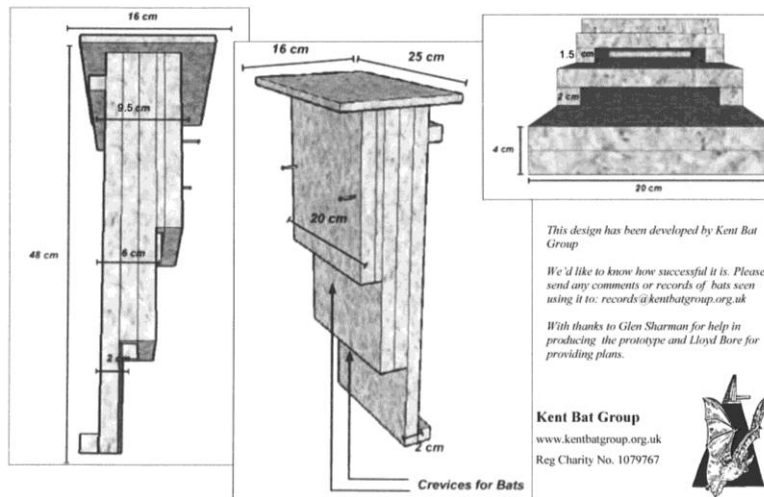 16 cm
9.5 cm
48 cm
6 cm
2 cm
16 cm
25 cm
20 cm
2 cm
Crevices for Bats
1.5 cm
2 cm
4 cm
20 cm
This design has been developed by Kent Bat
Group
We'd like to know how successful it is. Please
send any comments or records of bats seen
using it to: records@kentbatgroup.org.uk
With thanks to Glen Sharman for help in
producing the prototype and Lloyd Bore for
providing plans.
Kent Bat Group
www.kentbatgroup.org.uk
Reg Charity No. 1079767